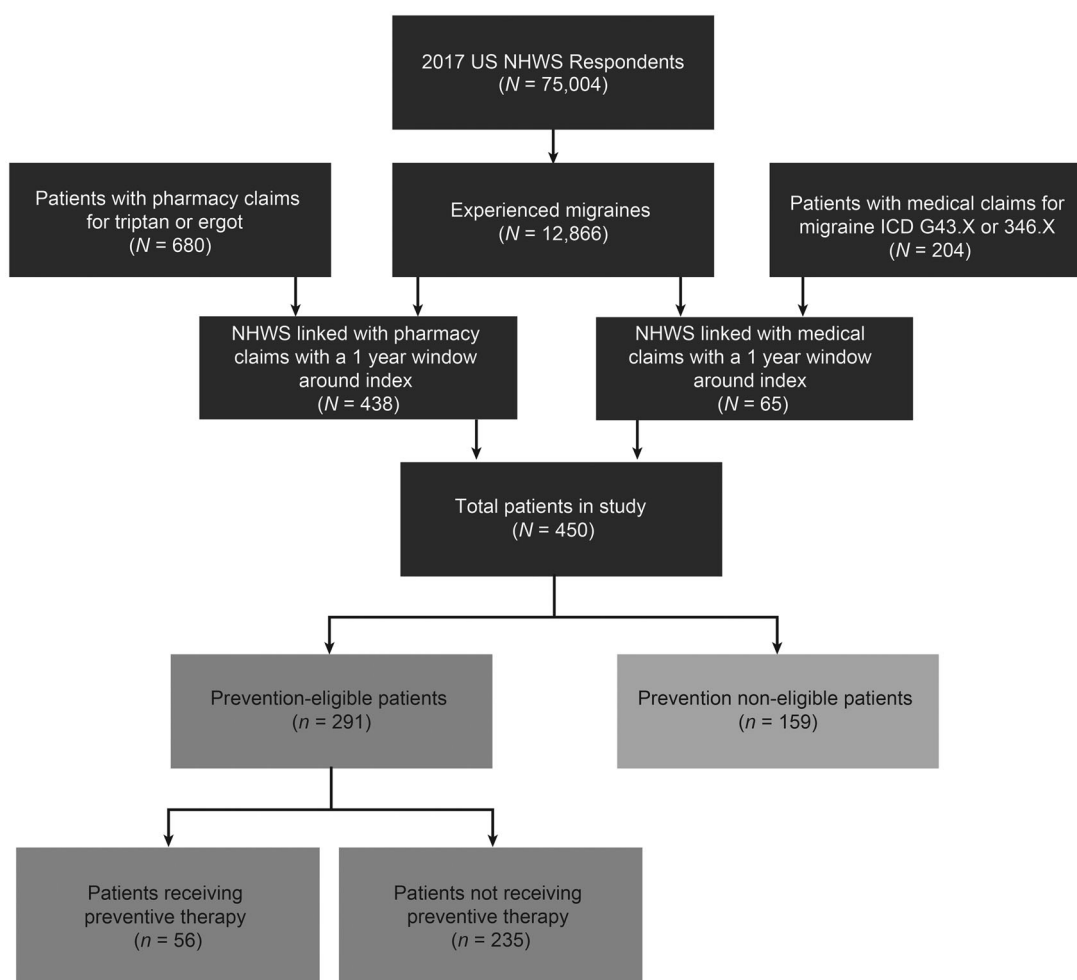 2017 US NHWS Respondents
(N = 75,004)
Patients with pharmacy claims
for triptan or ergot
(N = 680)
Experienced migraines
(N = 12,866)
Patients with medical claims for
migraine ICD G43.X or 346.X
(N = 204)
NHWS linked with pharmacy
claims with a 1 year window
around index
(N = 438)
NHWS linked with medical
claims with a 1 year window
around index
(N = 65)
Total patients in study
(N = 450)
Prevention-eligible patients
(n = 291)
Prevention non-eligible patients
(n = 159)
Patients receiving
preventive therapy
(n = 56)
Patients not receiving
preventive therapy
(n = 235)